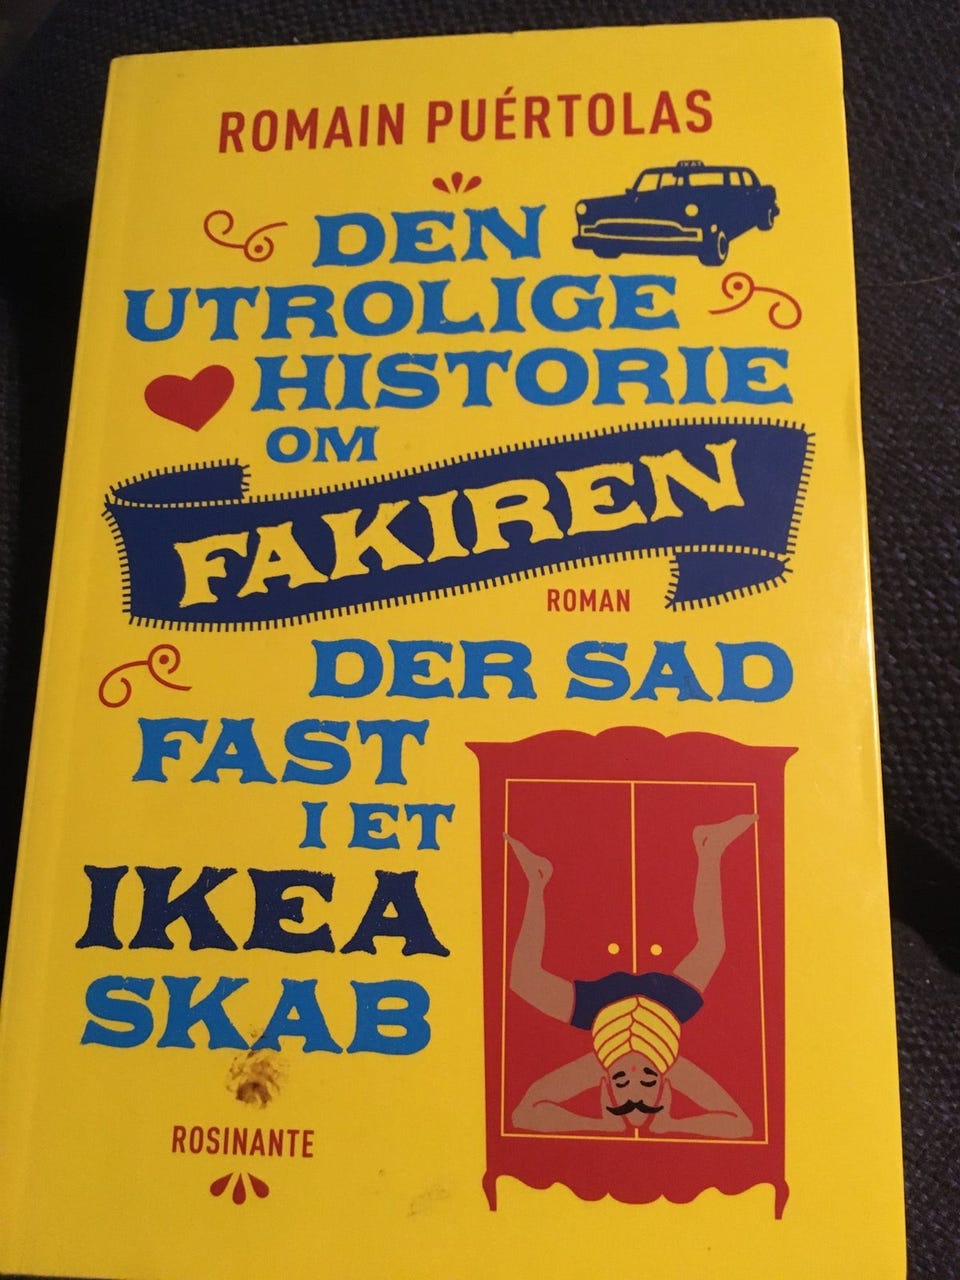 ROMAIN PUÉRTOLAS
DEN
UTROLIGE
HISTORIE
OM
FAKIREN
ROMAN
DER SAD
FAST
I ET
IKEA
SKAB
ROSINANTE